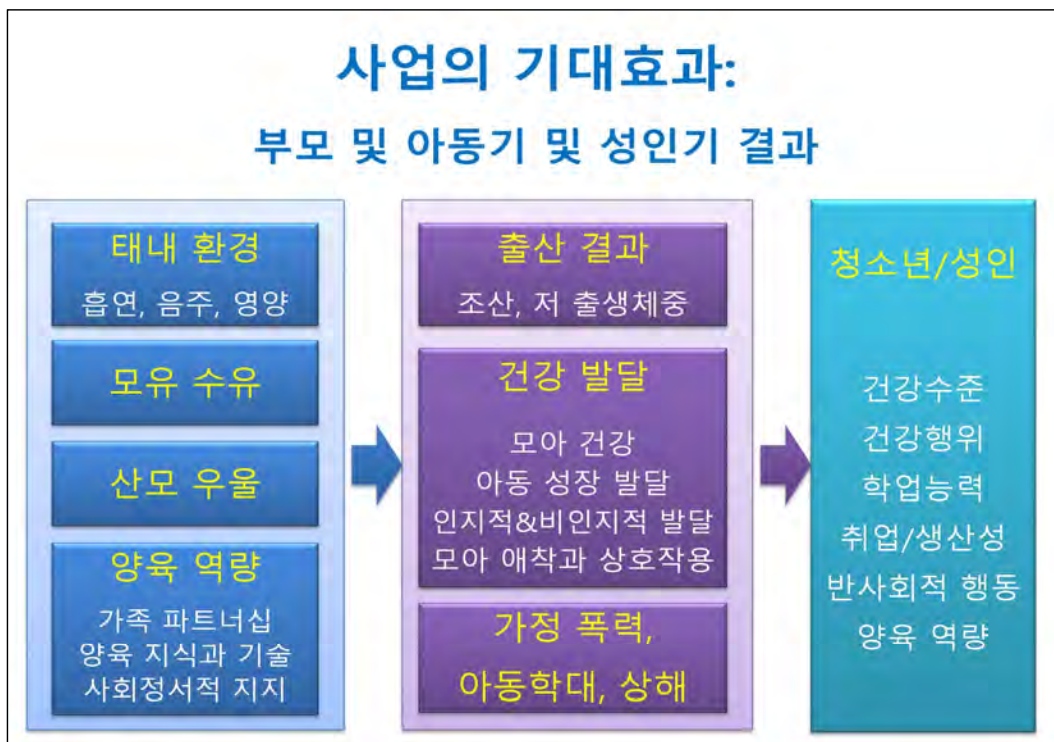 사업의 기대효과:
부모 및 아동기 및 성인기 결과
태내 환경
흡연, 음주, 영양
모유 수유
산모 우울
양육 역량
가족 파트너십
양육 지식과 기술
사회정서적 지지
출산 결과
조산, 저 출생체중
건강 발달
모아 건강
아동 성장 발달
인지적&비인지적 발달
모아 애착과 상호작용
가정 폭력,
아동학대, 상해
청소년/성인
건강수준
건강행위
학업능력
취업/생산성
반사회적 행동
양육 역량